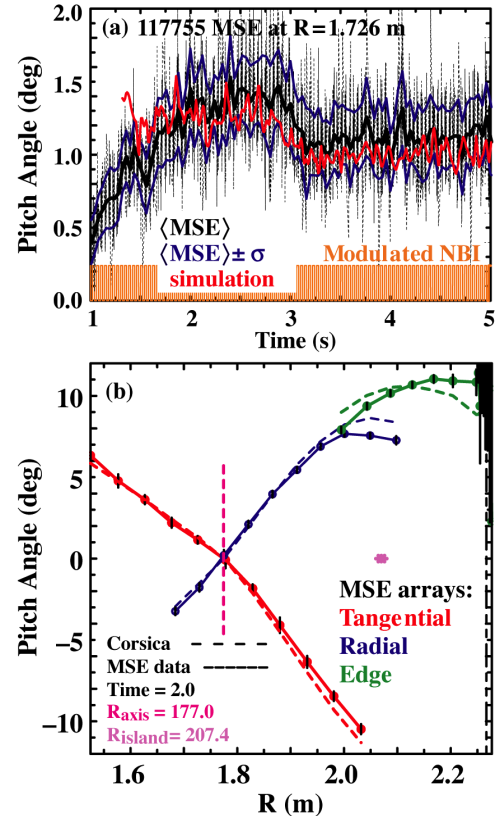 (a) 117755 MSE at R=1.726 m
Pitch Angle (deg)
2.0
1.5
1.0
0.5
0.0
⟨MSE⟩
⟨MSE⟩± σ
simulation
Modulated NBI
1 2 3 4 5
Time (s)
(b)
Pitch Angle (deg)
10
5
0
−5
−10
MSE arrays:
Tangential
Radial
Edge
Corsica
MSE data
Time = 2.0
Raxis= 177.0
Risland= 207.4
1.6 1.8 2.0 2.2
R (m)